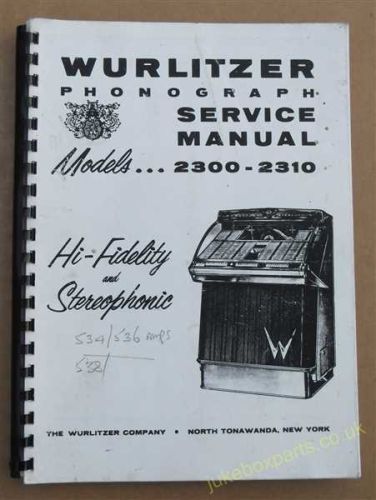 WURLITZER
PHONOGRAPH
SERVICE
MANUAL
Models... 2300-2310
Hi-Fidelity
and
Stereophonic
534/536 amps
532
W
THE WURLITZER COMPANY • NORTH TONAWANDA, NEW YORK
jukeboxparts.co.uk